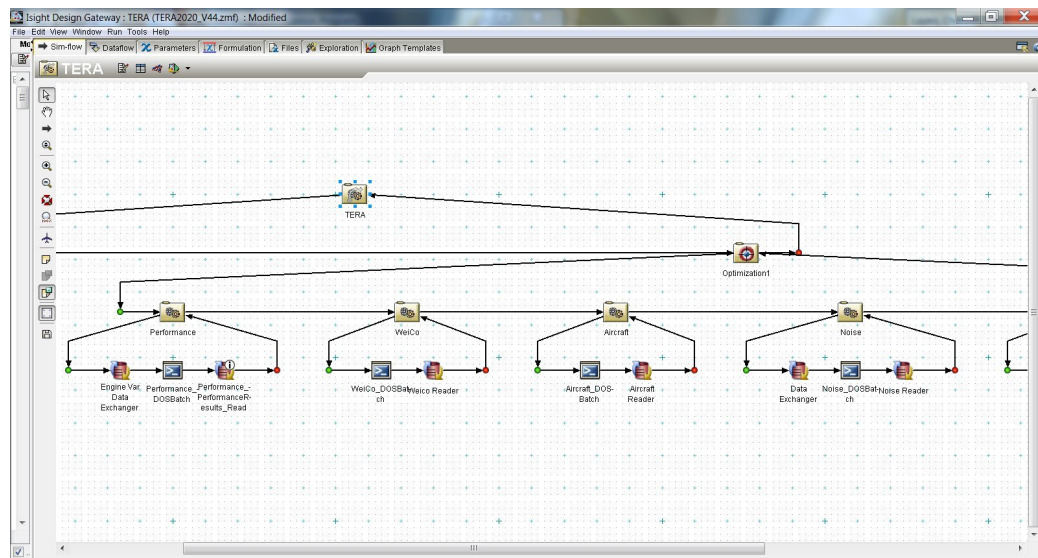 Isight Design Gateway : TERA (TERA2020_V44.zmf) : Modified
File Edit View Window Run Tools Help
Sim-flow Dataflow Parameters Formulation Files Exploration Graph Templates
TERA
TERA
Optimization1
Performance WeiCo Aircraft Noise
Engine Var.
Data
Exchanger
Performance_
DOSBatch
Performance_-
PerformanceR-
esults_Read
WeiCo_DOSBat-
ch
Weico Reader
Aircraft_DOS-
Batch
Aircraft
Reader
Data
Exchanger
Noise_DOSBat-
ch
Noise Reader